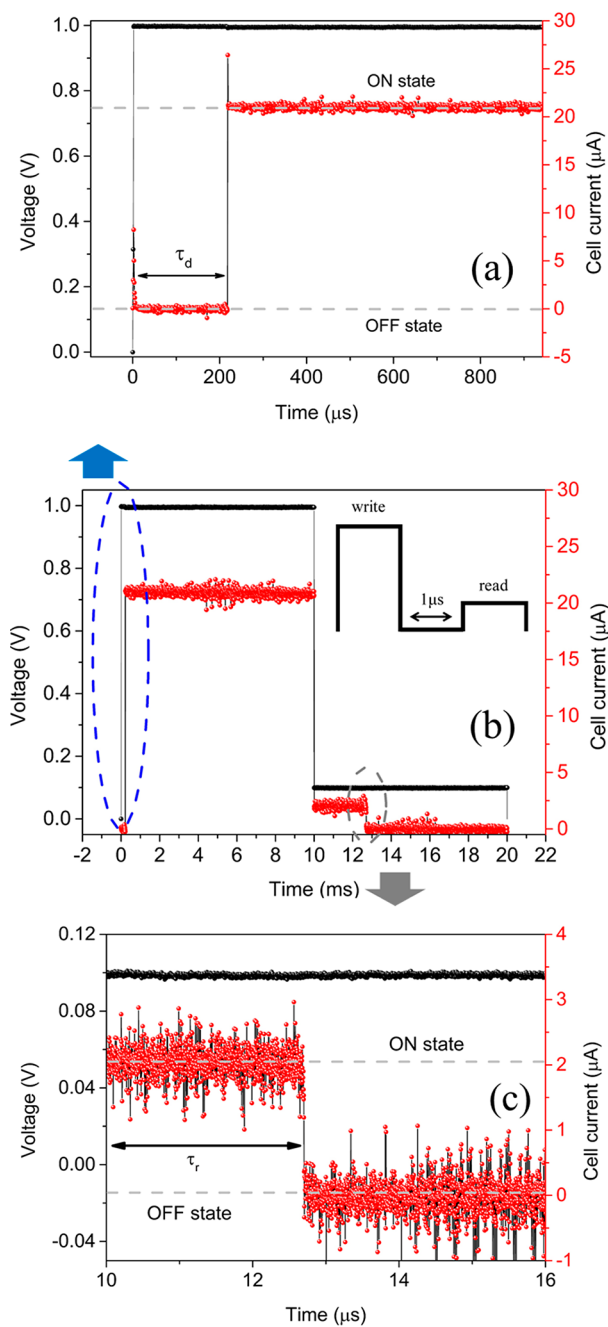 1.0
0.8
0.6
0.4
0.2
0.0
Voltage (V)
30
25
20
15
10
5
0
-5
Cell current (μA)
ON state
τd
(a)
OFF state
0 200 400 600 800
Time (μs)
1.0
0.8
0.6
0.4
0.2
0.0
Voltage (V)
30
25
20
15
10
5
0
Cell current (μA)
write
1μs
read
(b)
-2 0 2 4 6 8 10 12 14 16 18 20 22
Time (ms)
0.12
0.08
0.04
0.00
-0.04
Voltage (V)
4
3
2
1
0
-1
Cell current (μA)
ON state
(c)
τr
OFF state
10 12 14 16
Time (μs)